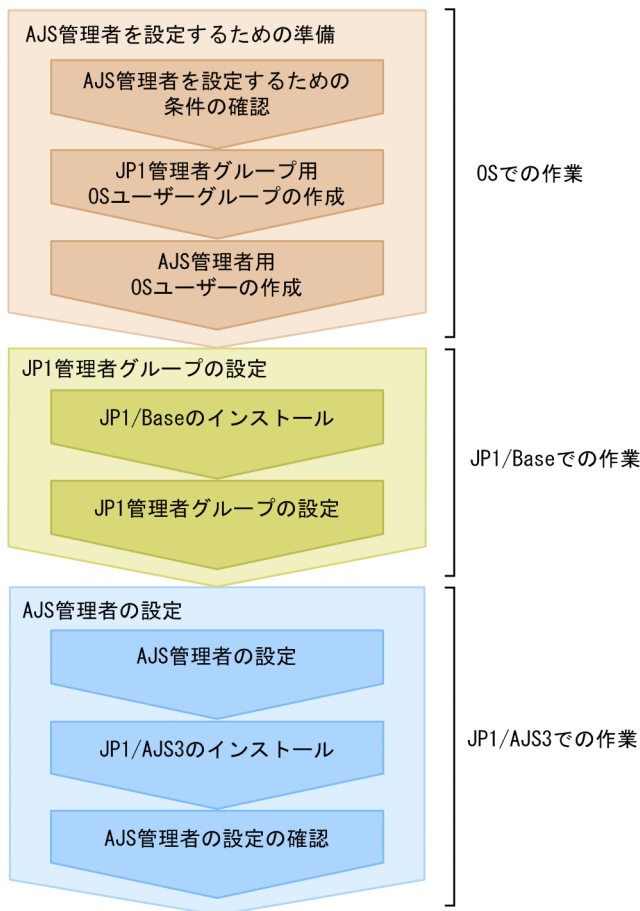 AJS管理者を設定するための準備
AJS管理者を設定するための
条件の確認
JP1管理者グループ用
OSユーザーグループの作成
AJS管理者用
OSユーザーの作成
OSでの作業
JP1管理者グループの設定
JP1/Baseのインストール
JP1管理者グループの設定
JP1/Baseでの作業
AJS管理者の設定
AJS管理者の設定
JP1/AJS3のインストール
AJS管理者の設定の確認
JP1/AJS3での作業